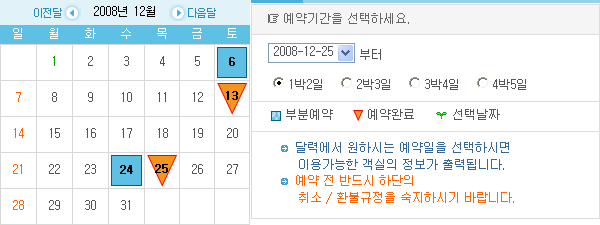 이전달 2008년 12월 다음달
일 월 화 수 목 금 토
1 2 3 4 5 6
7 8 9 10 11 12 13
14 15 16 17 18 19 20
21 22 23 24 25 26 27
28 29 30 31
☞ 예약기간을 선택하세요.
2008-12-25 부터
1박2일 2박3일 3박4일 4박5일
부분예약 예약완료 선택날짜
달력에서 원하시는 예약일을 선택하시면
이용가능한 객실의 정보가 출력됩니다.
예약 전 반드시 하단의
취소 / 환불규정을 숙지하시기 바랍니다.